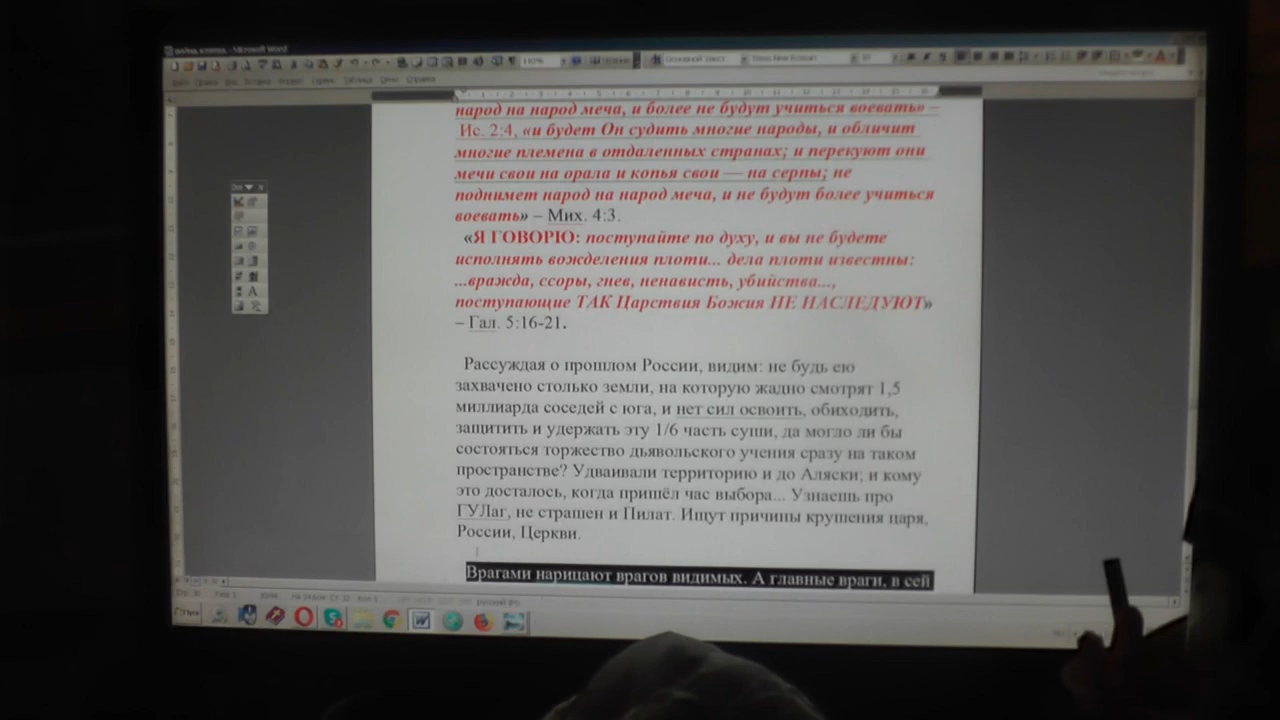 народ на народ меча, и более не будут учиться воевать» –
Ис. 2:4, «и будет Он судить многие народы, и обличит
многие племена в отдаленных странах; и перекуют они
мечи свои на орала и копья свои — на серпы; не
поднимет народ на народ меча, и не будут более учиться
воевать» – Мих. 4:3.
«Я ГОВОРЮ: поступайте по духу, и вы не будете
исполнять вожделения плоти... дела плоти известны:
...вражда, ссоры, гнев, ненависть, убийства...,
поступающие ТАК Царствия Божия НЕ НАСЛЕДУЮТ»
– Гал. 5:16-21.
Рассуждая о прошлом России, видим: не будь ею
захвачено столько земли, на которую жадно смотрят 1,5
миллиарда соседей с юга, и нет сил освоить, обиходить,
защитить и удержать эту 1/6 часть суши, да могло ли бы
состояться торжество дьявольского учения сразу на таком
пространстве? Удваивали территорию и до Аляски; и кому
это досталось, когда пришёл час выбора... Узнаешь про
ГУЛаг, не страшен и Пилат. Ищут причины крушения царя,
России, Церкви.
Врагами нарицают врагов видимых. А главные враги, в сей
Пуск